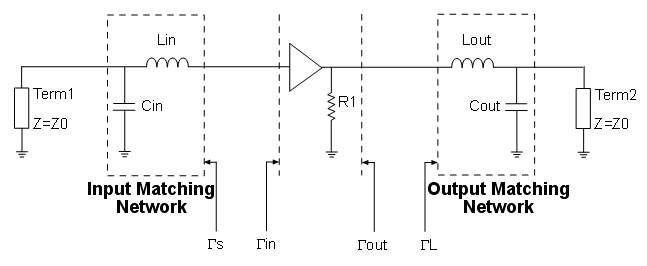 Lin
Lout
Term1
Cin
R1
Cout
Term2
Z=Z0
Z=Z0
Input Matching
Network
Output Matching
Network
Γs
Γin
Γout
ΓL